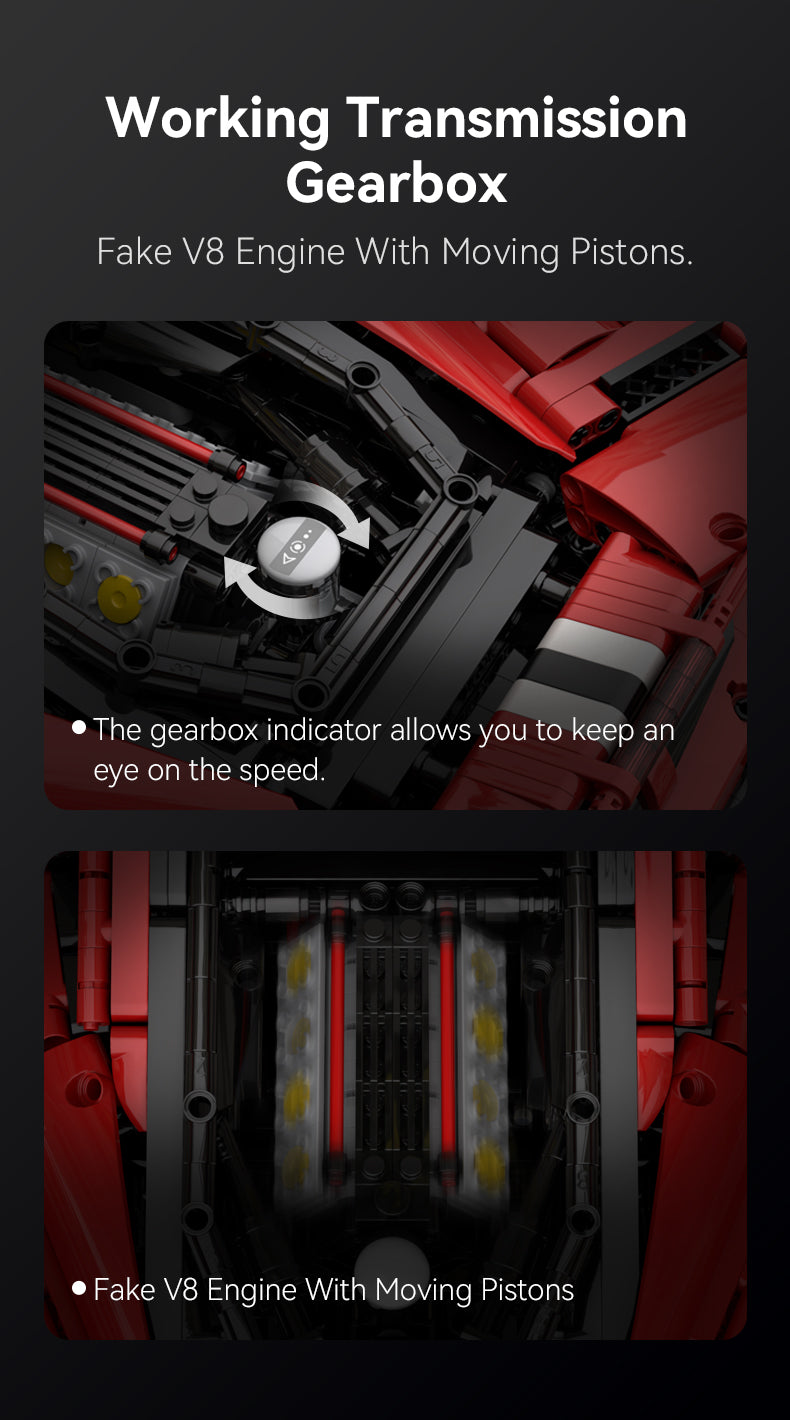 Working Transmission
Gearbox
Fake V8 Engine With Moving Pistons.
The gearbox indicator allows you to keep an
eye on the speed.
Fake V8 Engine With Moving Pistons